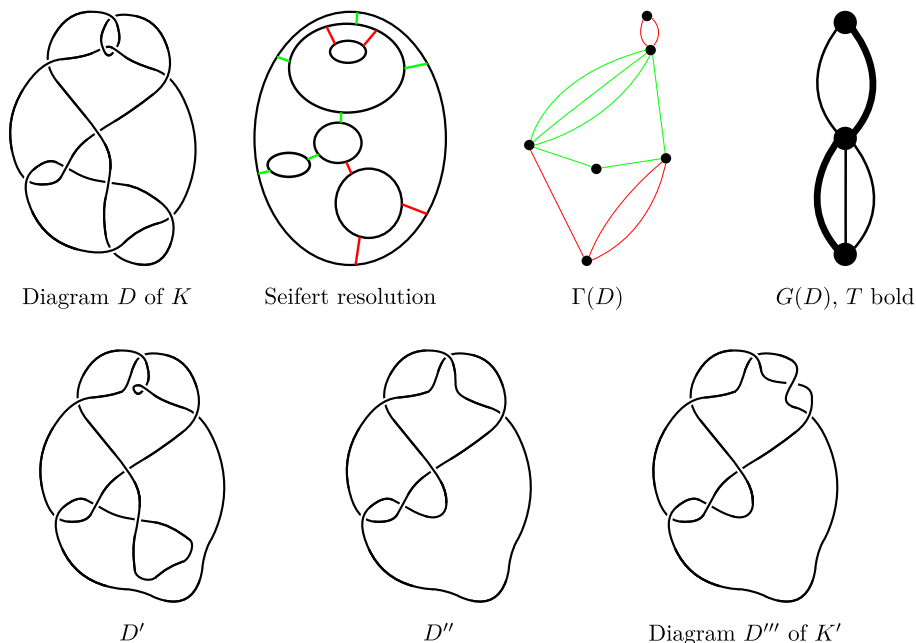 Diagram D of K
Seifert resolution
Γ(D)
G(D), T bold
D′
D″
Diagram D‴ of K′